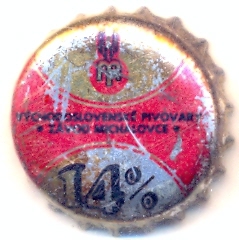 VÝCHODOSLOVENSKÉ PIVOVARY
• ZÁVOD MICHALOVCE •
14%